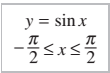 y = sin x
-π/2 ≤ x ≤ π/2